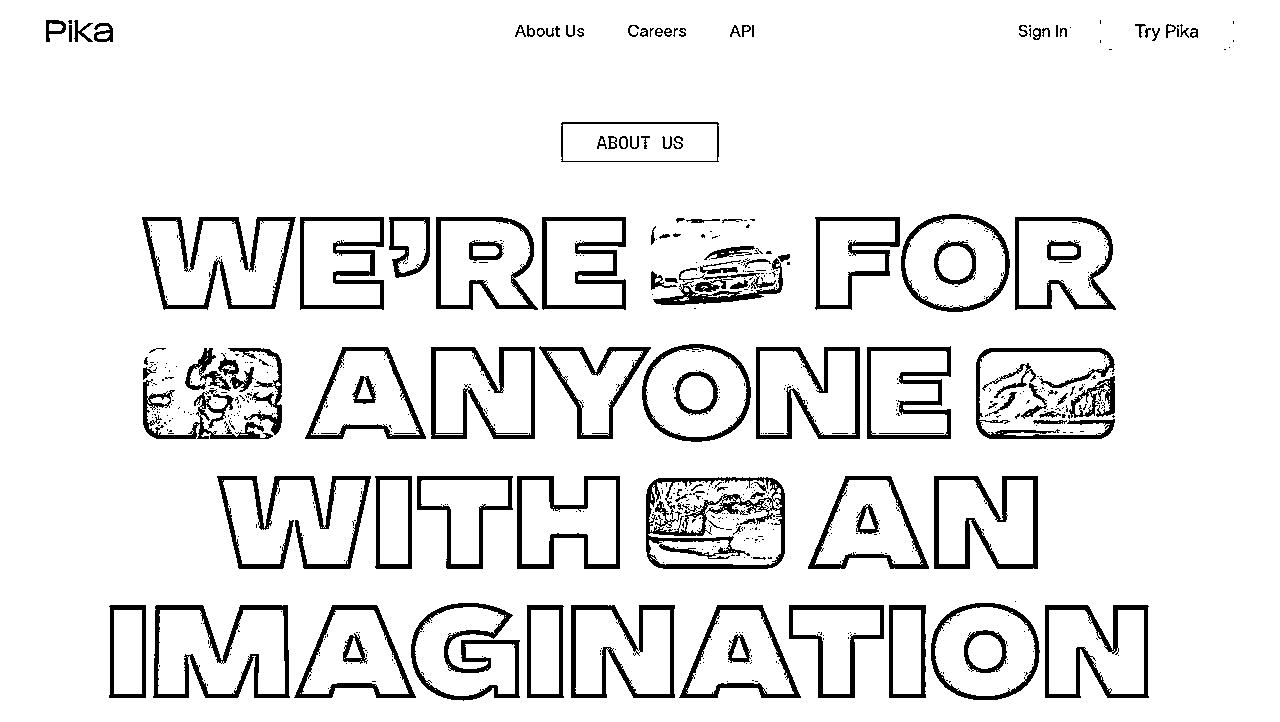 Pika
About Us
Careers
API
Sign In
Try Pika
ABOUT US
WE'RE FOR
ANYONE
WITH AN
IMAGINATION